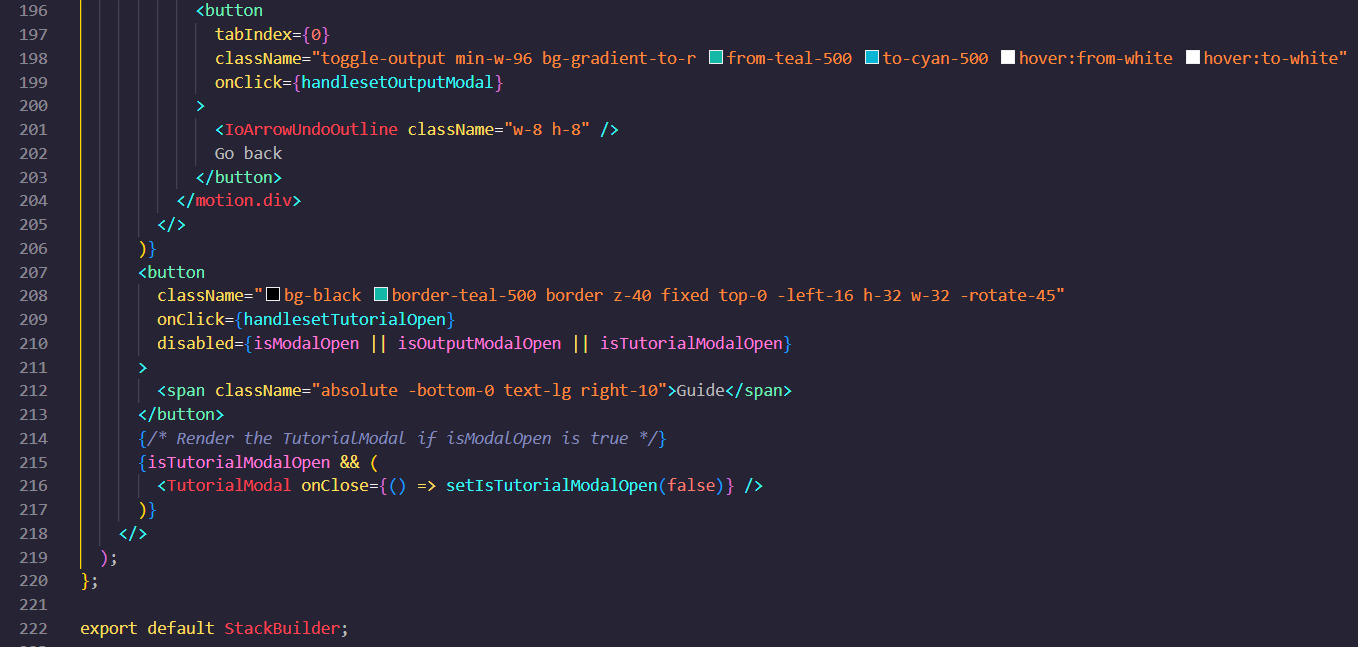 196 <button
197 tabIndex={0}
198 className="toggle-output min-w-96 bg-gradient-to-r from-teal-500 to-cyan-500 hover:from-white hover:to-white"
199 onClick={handlesetOutputModal}
200 >
201 <IoArrowUndoOutline className="w-8 h-8" />
202 Go back
203 </button>
204 </motion.div>
205 </>
206 )}
207 <button
208 className="bg-black border-teal-500 border z-40 fixed top-0 -left-16 h-32 w-32 -rotate-45"
209 onClick={handlesetTutorialOpen}
210 disabled={isModalOpen || isOutputModalOpen || isTutorialModalOpen}
211 >
212 <span className="absolute -bottom-0 text-lg right-10">Guide</span>
213 </button>
214 {/* Render the TutorialModal if isModalOpen is true */}
215 {isTutorialModalOpen && (
216 <TutorialModal onClose={() => setIsTutorialModalOpen(false)} />
217 )}
218 </>
219 );
220 };
221
222 export default StackBuilder;